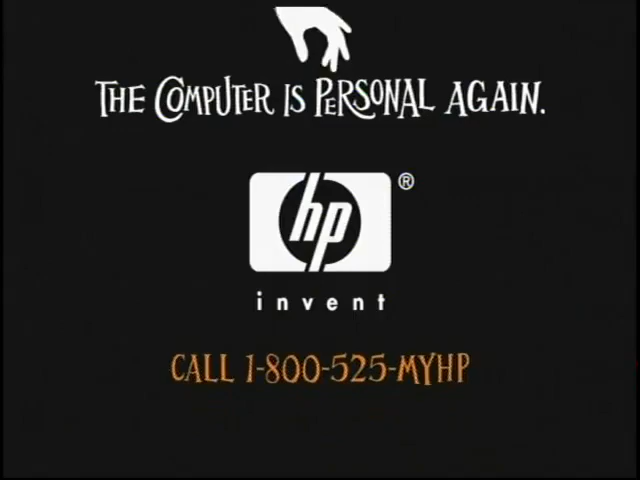 THE COMPUTER IS PERSONAL AGAIN.
hp®
invent
CALL 1-800-525-MYHP